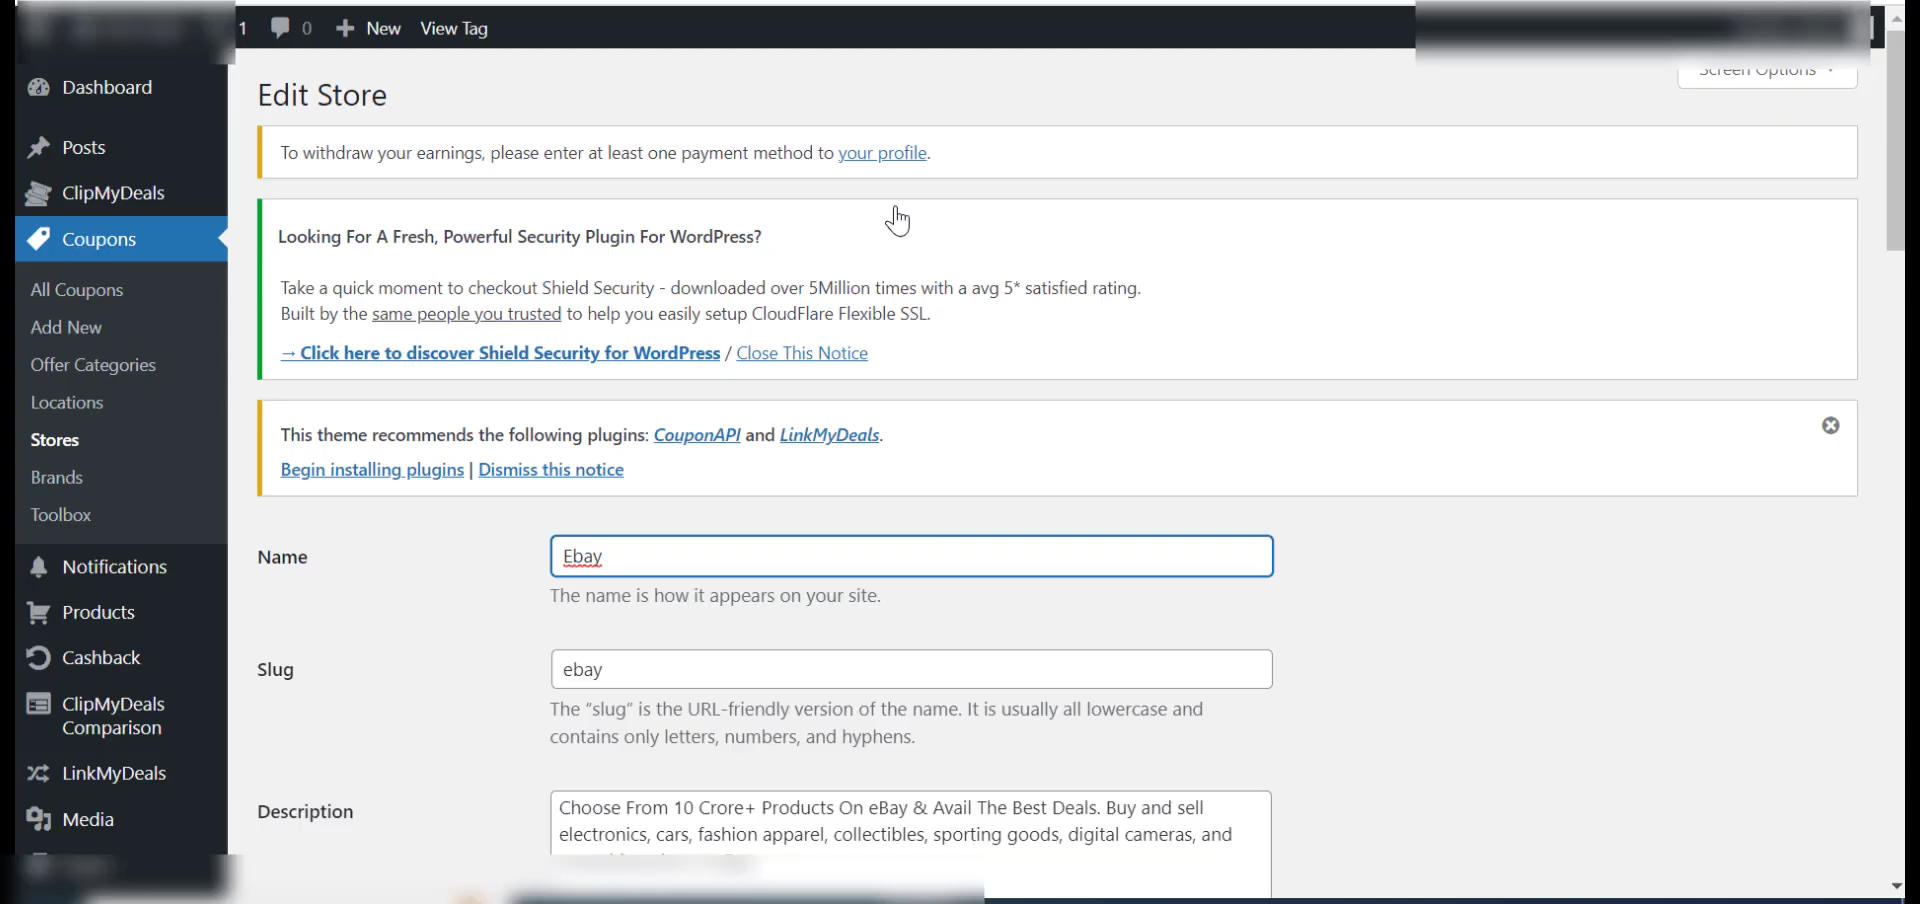 1 0 New View Tag
Screen Options
Dashboard
Posts
ClipMyDeals
Coupons
All Coupons
Add New
Offer Categories
Locations
Stores
Brands
Toolbox
Notifications
Products
Cashback
ClipMyDeals
Comparison
LinkMyDeals
Media
Edit Store
To withdraw your earnings, please enter at least one payment method to your profile.
Looking For A Fresh, Powerful Security Plugin For WordPress?
Take a quick moment to checkout Shield Security - downloaded over 5Million times with a avg 5* satisfied rating.
Built by the same people you trusted to help you easily setup CloudFlare Flexible SSL.
→ Click here to discover Shield Security for WordPress / Close This Notice
This theme recommends the following plugins: CouponAPI and LinkMyDeals.
Begin installing plugins | Dismiss this notice
Name
Ebay
The name is how it appears on your site.
Slug
ebay
The “slug” is the URL-friendly version of the name. It is usually all lowercase and
contains only letters, numbers, and hyphens.
Description
Choose From 10 Crore+ Products On eBay & Avail The Best Deals. Buy and sell
electronics, cars, fashion apparel, collectibles, sporting goods, digital cameras, and